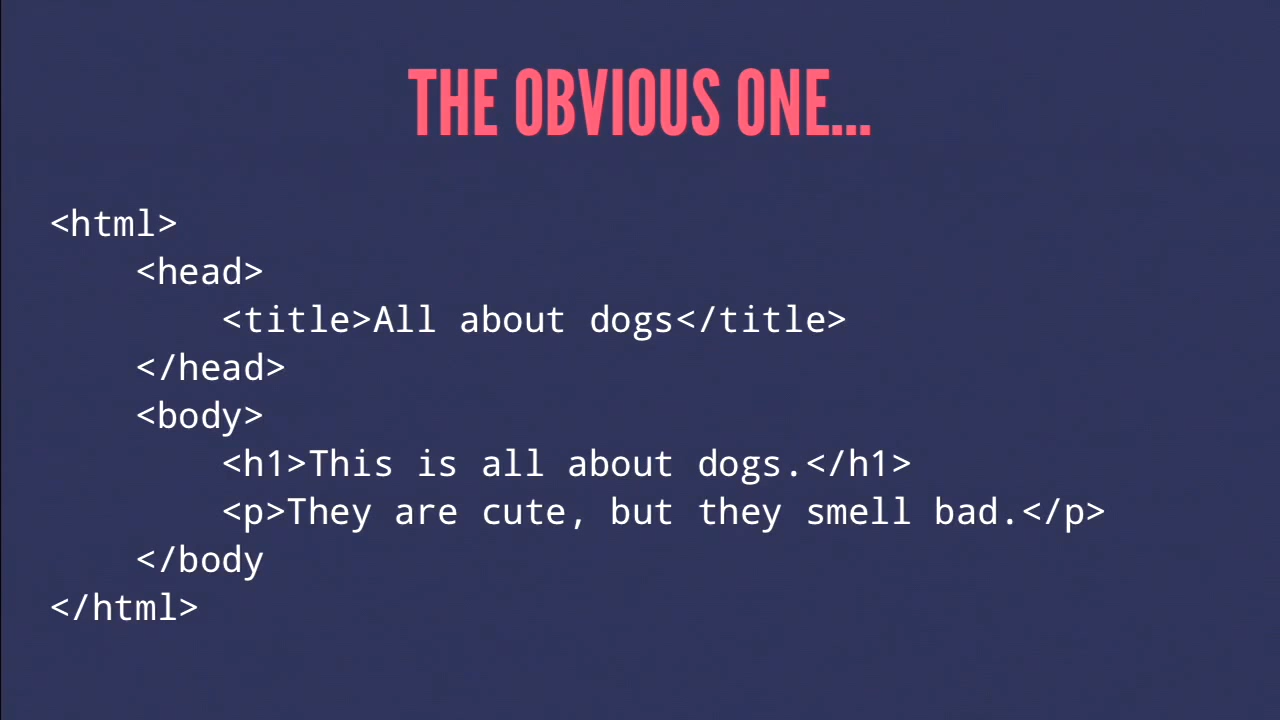 THE OBVIOUS ONE...
<html>
<head>
<title>All about dogs</title>
</head>
<body>
<h1>This is all about dogs.</h1>
<p>They are cute, but they smell bad.</p>
</body
</html>